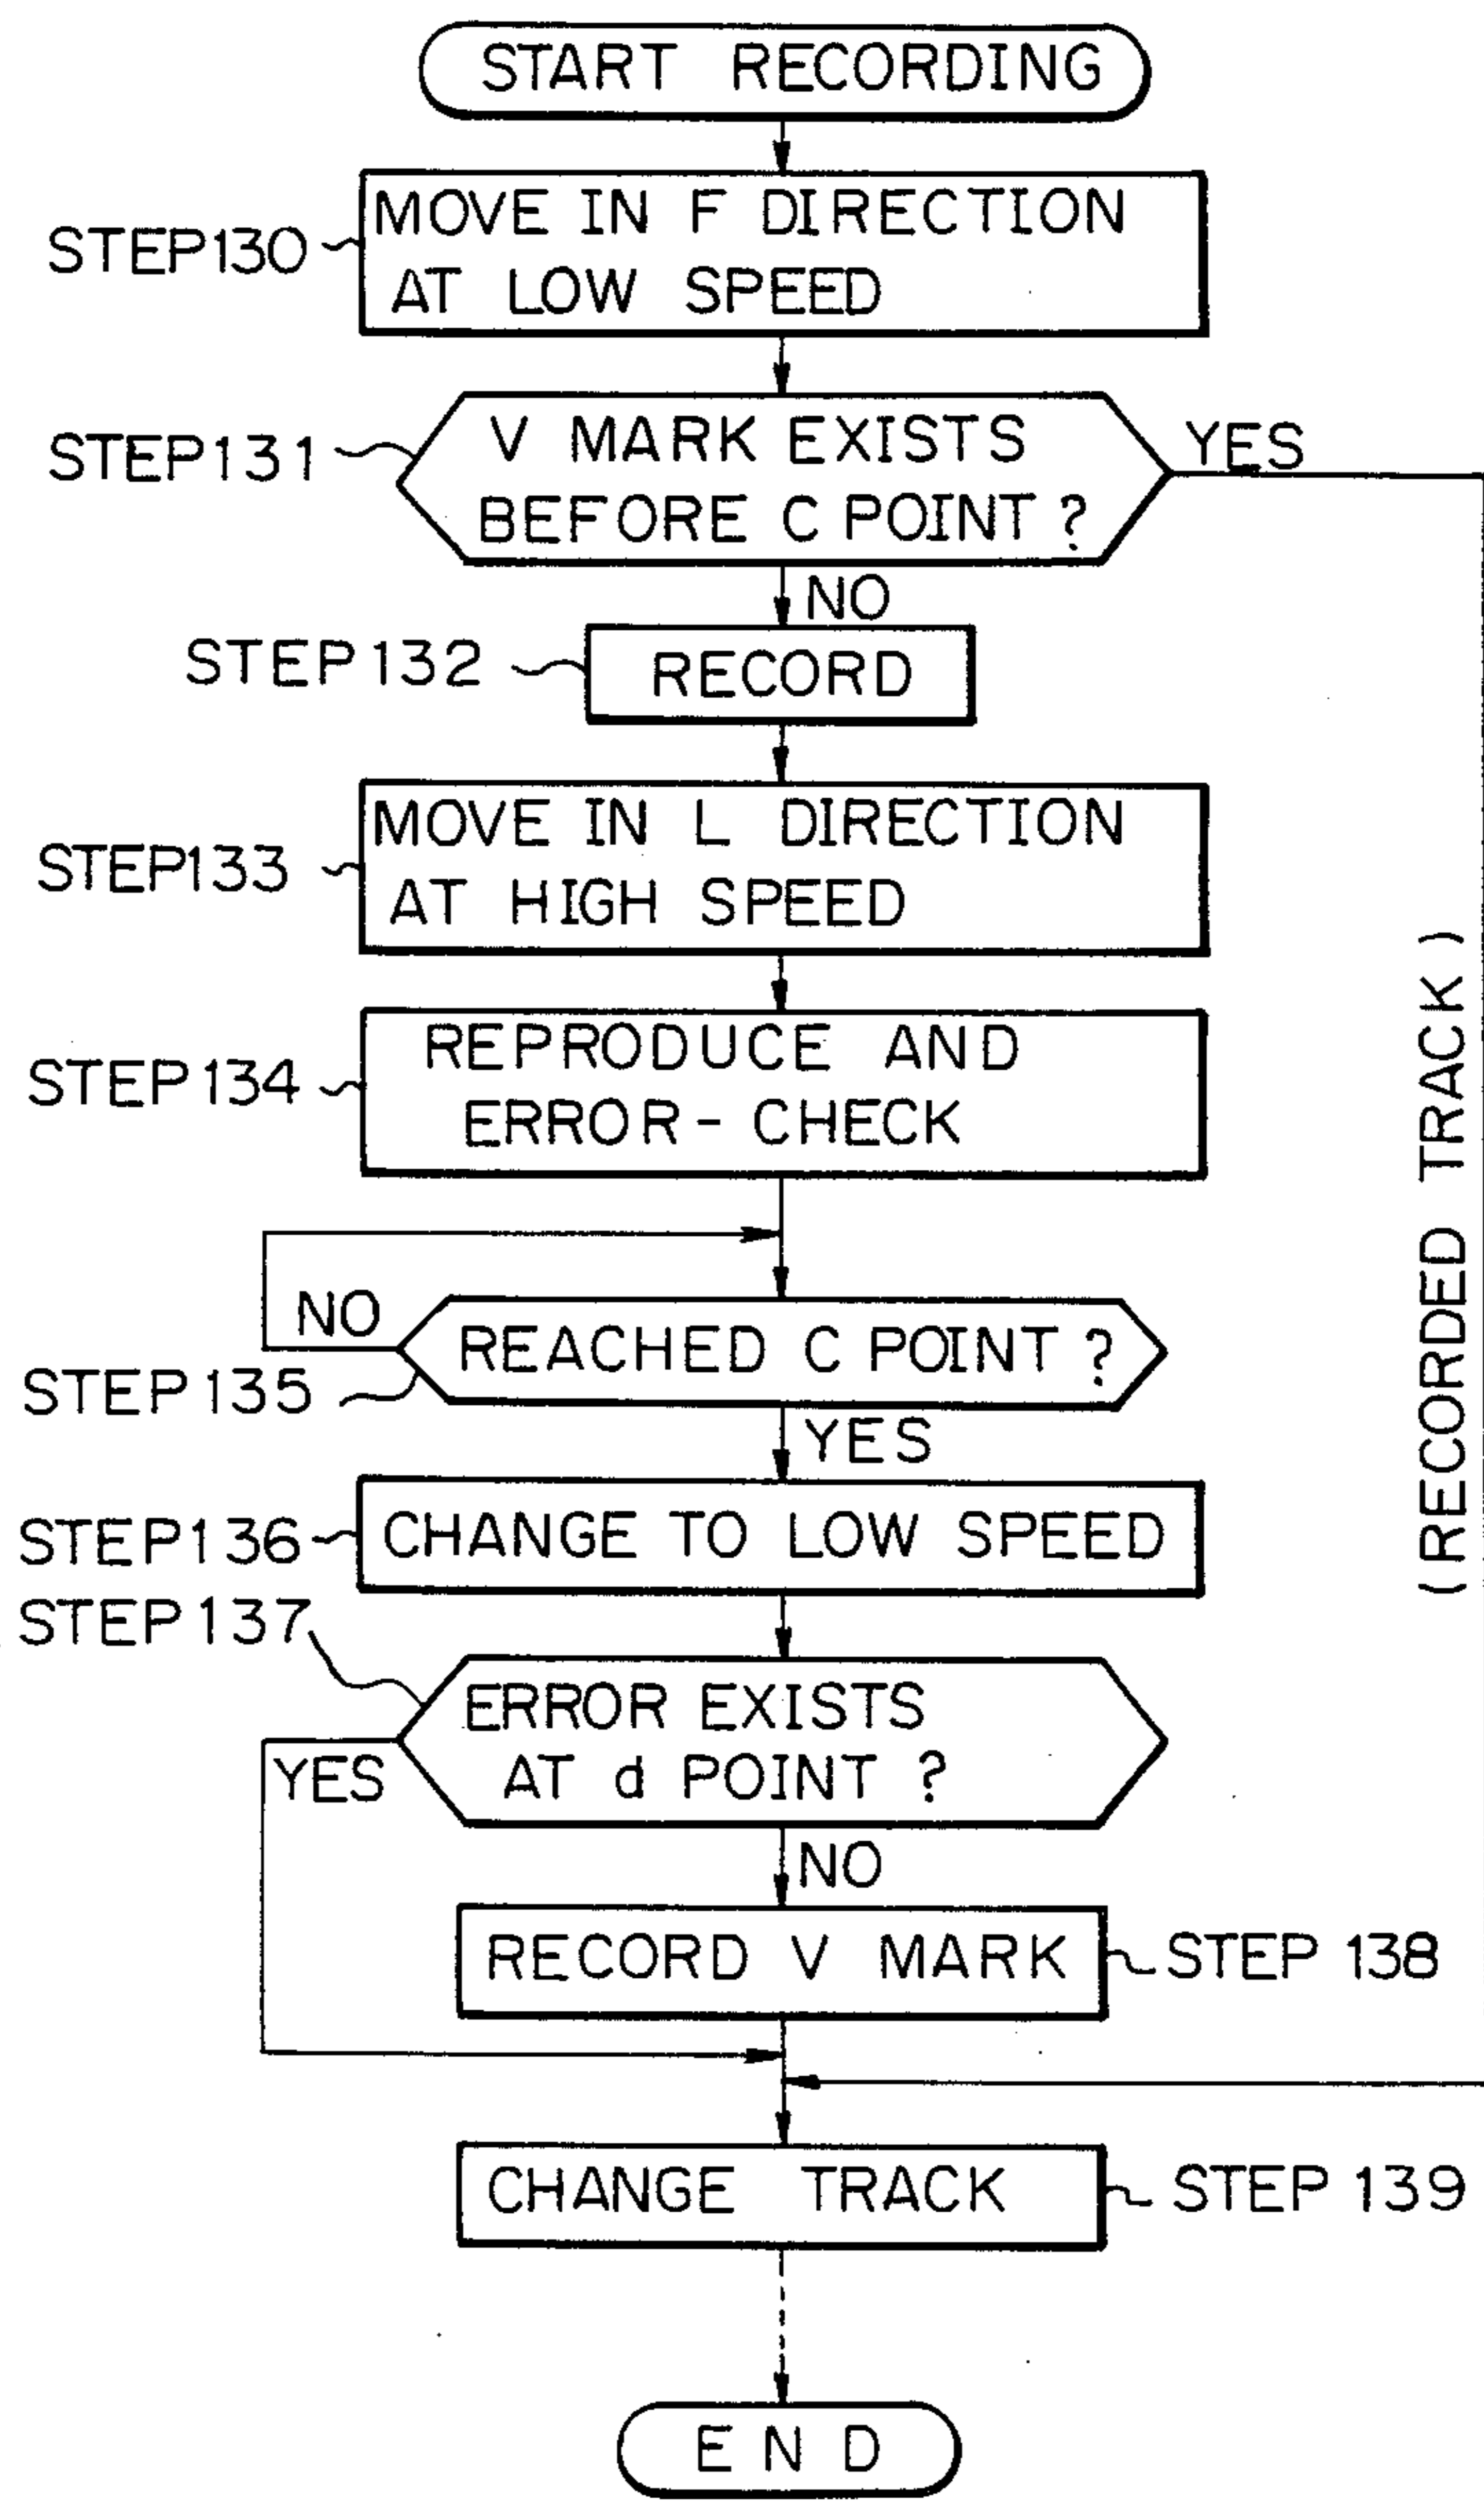 START RECORDING
MOVE IN F DIRECTION
AT LOW SPEED
STEP130
V MARK EXISTS
BEFORE C POINT ?
STEP131
YES
NO
STEP132
RECORD
MOVE IN L DIRECTION
AT HIGH SPEED
STEP133
REPRODUCE AND
ERROR-CHECK
STEP134
(RECORDED TRACK)
NO
REACHED C POINT ?
STEP135
YES
STEP136
CHANGE TO LOW SPEED
STEP137
ERROR EXISTS
AT d POINT ?
YES
NO
RECORD V MARK
STEP 138
CHANGE TRACK
STEP 139
END